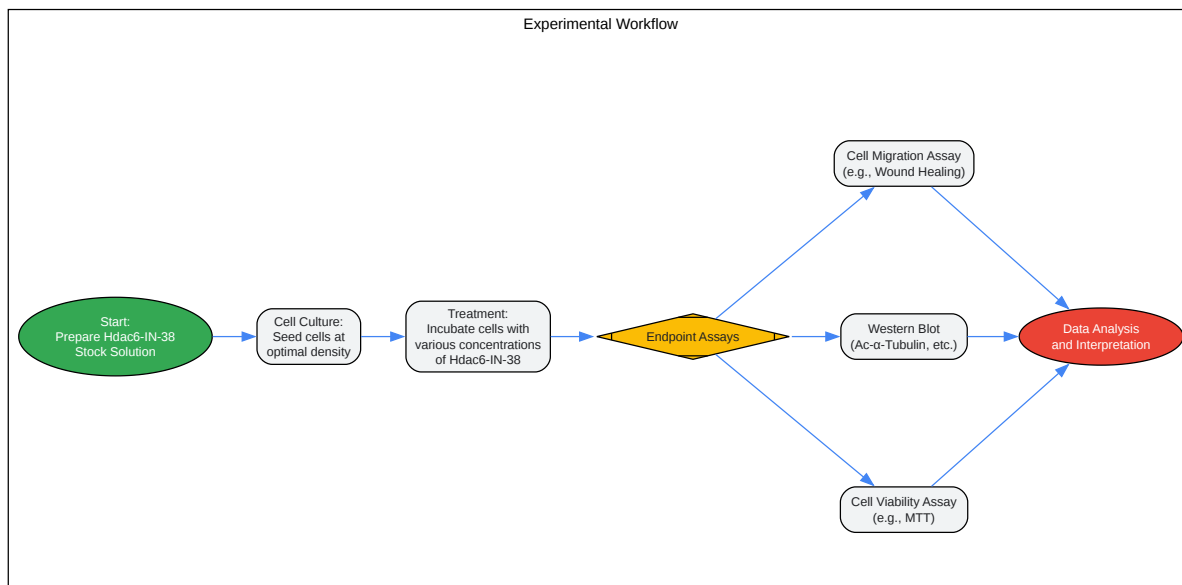 Experimental Workflow
Start:
Prepare Hdac6-IN-38
Stock Solution
Cell Culture:
Seed cells at
optimal density
Treatment:
Incubate cells with
various concentrations
of Hdac6-IN-38
Endpoint Assays
Cell Migration Assay
(e.g., Wound Healing)
Western Blot
(Ac-α-Tubulin, etc.)
Cell Viability Assay
(e.g., MTT)
Data Analysis
and Interpretation